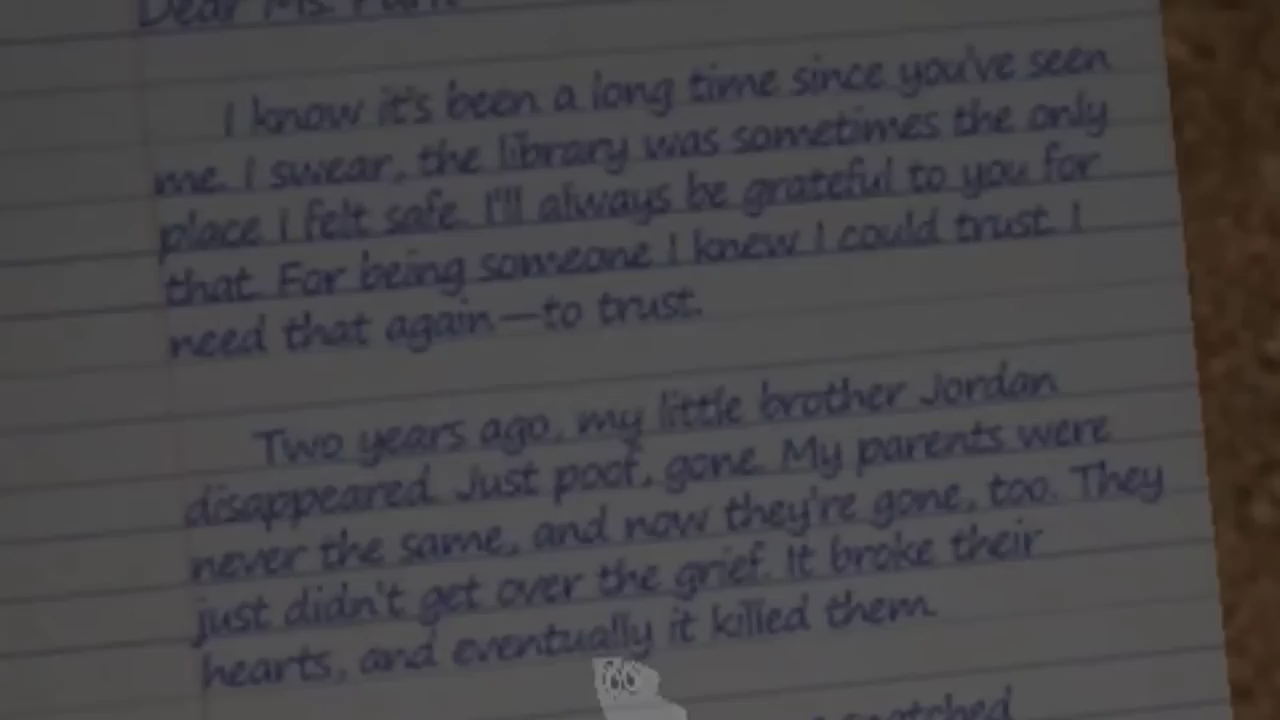 Dear Ms.
I know it's been a long time since you've seen
me. I swear, the library was sometimes the only
place I felt safe. I'll always be grateful to you for
that. For being someone I knew I could trust. I
need that again—to trust.
Two years ago, my little brother Jordan
disappeared. Just poof, gone. My parents were
never the same, and now they're gone, too. They
just didn't get over the grief. It broke their
hearts, and eventually it killed them.
snatched